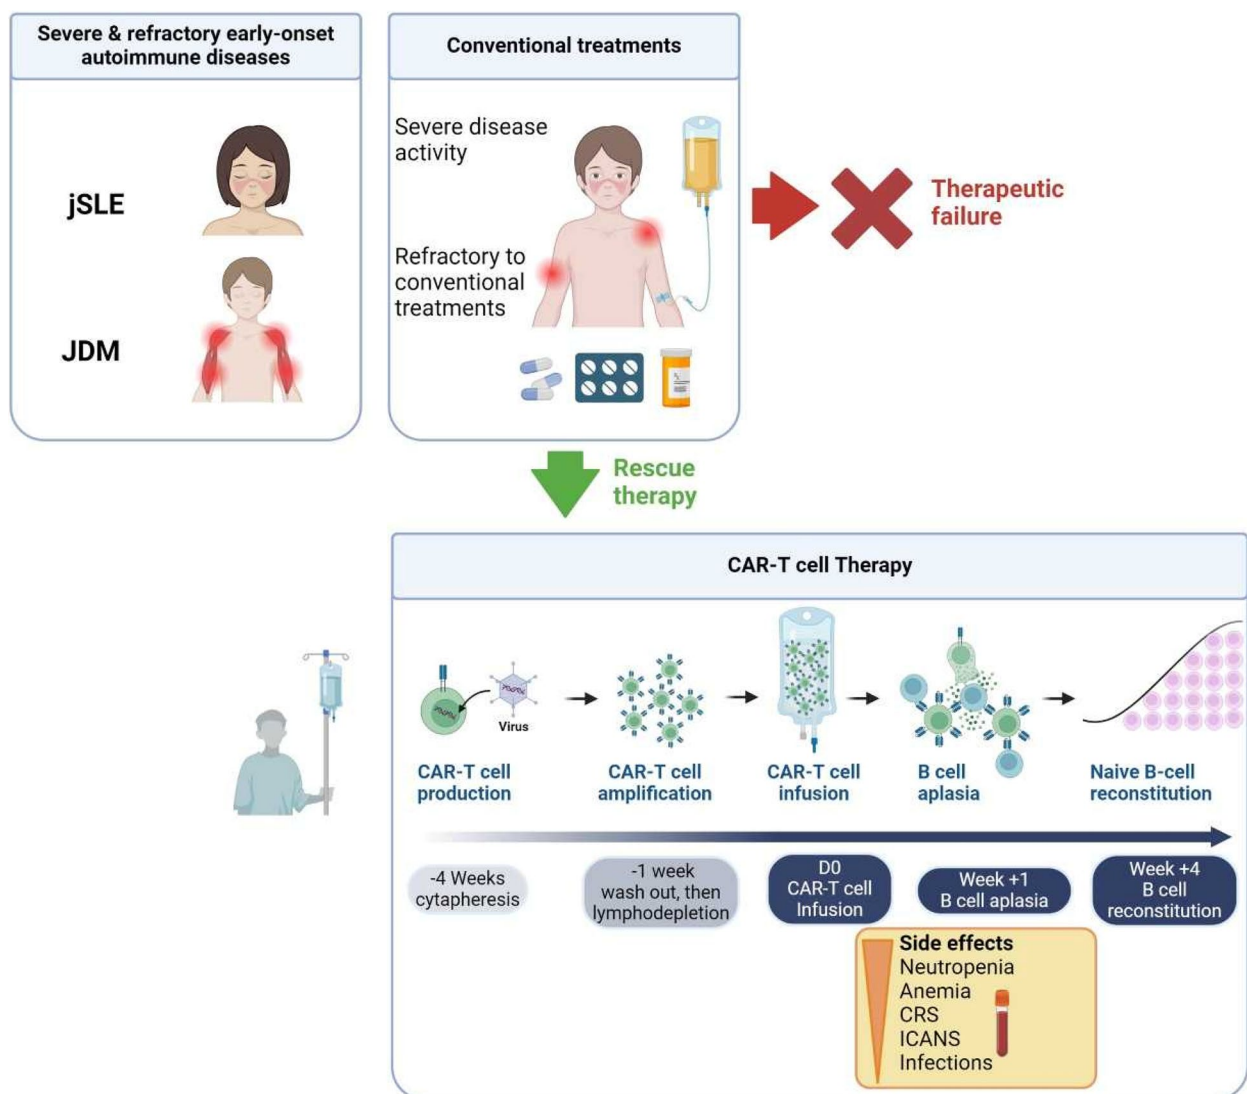 Severe & refractory early-onset
autoimmune diseases
jSLE
JDM
Conventional treatments
Severe disease
activity
Refractory to
conventional
treatments
Therapeutic
failure
Rescue
therapy
CAR-T cell Therapy
Virus
CAR-T cell
production
CAR-T cell
amplification
CAR-T cell
infusion
B cell
aplasia
Naive B-cell
reconstitution
-4 Weeks
cytapheresis
-1 week
wash out, then
lymphodepletion
D0
CAR-T cell
Infusion
Week +1
B cell aplasia
Week +4
B cell
reconstitution
Side effects
Neutropenia
Anemia
CRS
ICANS
Infections